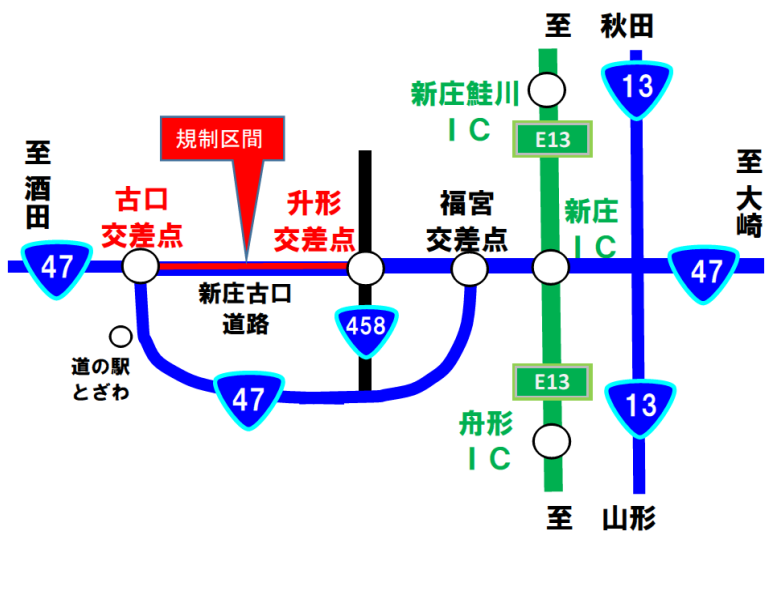 至 秋田
13
新庄鮭川
ＩＣ
E13
規制区間
至 酒田
至 大崎
古口
交差点
升形
交差点
福宮
交差点
新庄
ＩＣ
47
47
新庄古口
道路
458
道の駅
とざわ
47
E13
13
舟形
ＩＣ
至 山形